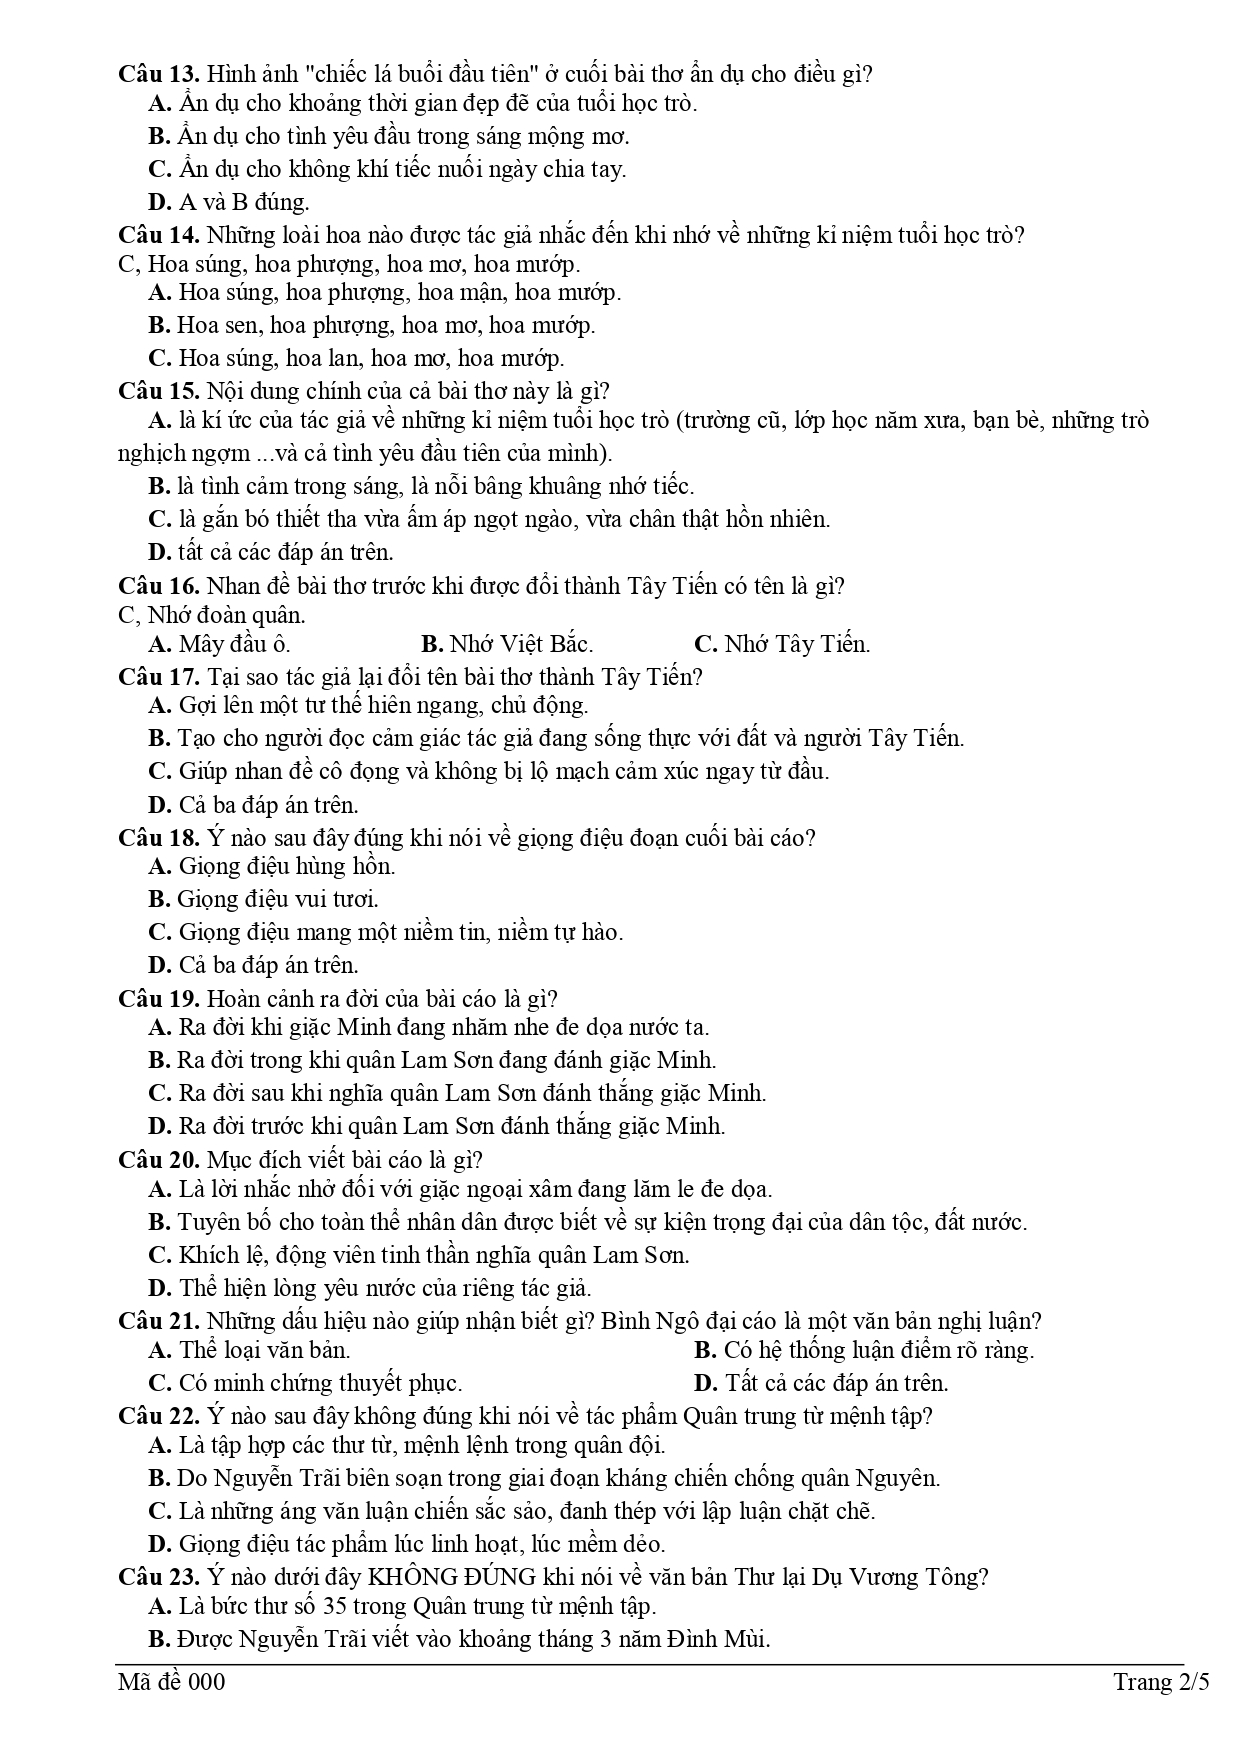 Câu 13. Hình ảnh "chiếc lá buổi đầu tiên" ở cuối bài thơ ẩn dụ cho điều gì?
A. Ẩn dụ cho khoảng thời gian đẹp đẽ của tuổi học trò.
B. Ẩn dụ cho tình yêu đầu trong sáng mộng mơ.
C. Ẩn dụ cho không khí tiếc nuối ngày chia tay.
D. A và B đúng.
Câu 14. Những loài hoa nào được tác giả nhắc đến khi nhớ về những kỉ niệm tuổi học trò?
C, Hoa súng, hoa phượng, hoa mơ, hoa mướp.
A. Hoa súng, hoa phượng, hoa mận, hoa mướp.
B. Hoa sen, hoa phượng, hoa mơ, hoa mướp.
C. Hoa súng, hoa lan, hoa mơ, hoa mướp.
Câu 15. Nội dung chính của cả bài thơ này là gì?
A. là kí ức của tác giả về những kỉ niệm tuổi học trò (trường cũ, lớp học năm xưa, bạn bè, những trò
nghịch ngợm ...và cả tình yêu đầu tiên của mình).
B. là tình cảm trong sáng, là nỗi bâng khuâng nhớ tiếc.
C. là gắn bó thiết tha vừa ấm áp ngọt ngào, vừa chân thật hồn nhiên.
D. tất cả các đáp án trên.
Câu 16. Nhan đề bài thơ trước khi được đổi thành Tây Tiến có tên là gì?
C, Nhớ đoàn quân.
A. Mây đầu ô. B. Nhớ Việt Bắc. C. Nhớ Tây Tiến.
Câu 17. Tại sao tác giả lại đổi tên bài thơ thành Tây Tiến?
A. Gợi lên một tư thế hiên ngang, chủ động.
B. Tạo cho người đọc cảm giác tác giả đang sống thực với đất và người Tây Tiến.
C. Giúp nhan đề cô đọng và không bị lộ mạch cảm xúc ngay từ đầu.
D. Cả ba đáp án trên.
Câu 18. Ý nào sau đây đúng khi nói về giọng điệu đoạn cuối bài cáo?
A. Giọng điệu hùng hồn.
B. Giọng điệu vui tươi.
C. Giọng điệu mang một niềm tin, niềm tự hào.
D. Cả ba đáp án trên.
Câu 19. Hoàn cảnh ra đời của bài cáo là gì?
A. Ra đời khi giặc Minh đang nhăm nhe đe dọa nước ta.
B. Ra đời trong khi quân Lam Sơn đang đánh giặc Minh.
C. Ra đời sau khi nghĩa quân Lam Sơn đánh thắng giặc Minh.
D. Ra đời trước khi quân Lam Sơn đánh thắng giặc Minh.
Câu 20. Mục đích viết bài cáo là gì?
A. Là lời nhắc nhở đối với giặc ngoại xâm đang lăm le đe dọa.
B. Tuyên bố cho toàn thể nhân dân được biết về sự kiện trọng đại của dân tộc, đất nước.
C. Khích lệ, động viên tinh thần nghĩa quân Lam Sơn.
D. Thể hiện lòng yêu nước của riêng tác giả.
Câu 21. Những dấu hiệu nào giúp nhận biết gì? Bình Ngô đại cáo là một văn bản nghị luận?
A. Thể loại văn bản. B. Có hệ thống luận điểm rõ ràng.
C. Có minh chứng thuyết phục. D. Tất cả các đáp án trên.
Câu 22. Ý nào sau đây không đúng khi nói về tác phẩm Quân trung từ mệnh tập?
A. Là tập hợp các thư từ, mệnh lệnh trong quân đội.
B. Do Nguyễn Trãi biên soạn trong giai đoạn kháng chiến chống quân Nguyên.
C. Là những áng văn luận chiến sắc sảo, đanh thép với lập luận chặt chẽ.
D. Giọng điệu tác phẩm lúc linh hoạt, lúc mềm dẻo.
Câu 23. Ý nào dưới đây KHÔNG ĐÚNG khi nói về văn bản Thư lại Dụ Vương Tông?
A. Là bức thư số 35 trong Quân trung từ mệnh tập.
B. Được Nguyễn Trãi viết vào khoảng tháng 3 năm Đình Mùi.
Mã đề 000 Trang 2/5